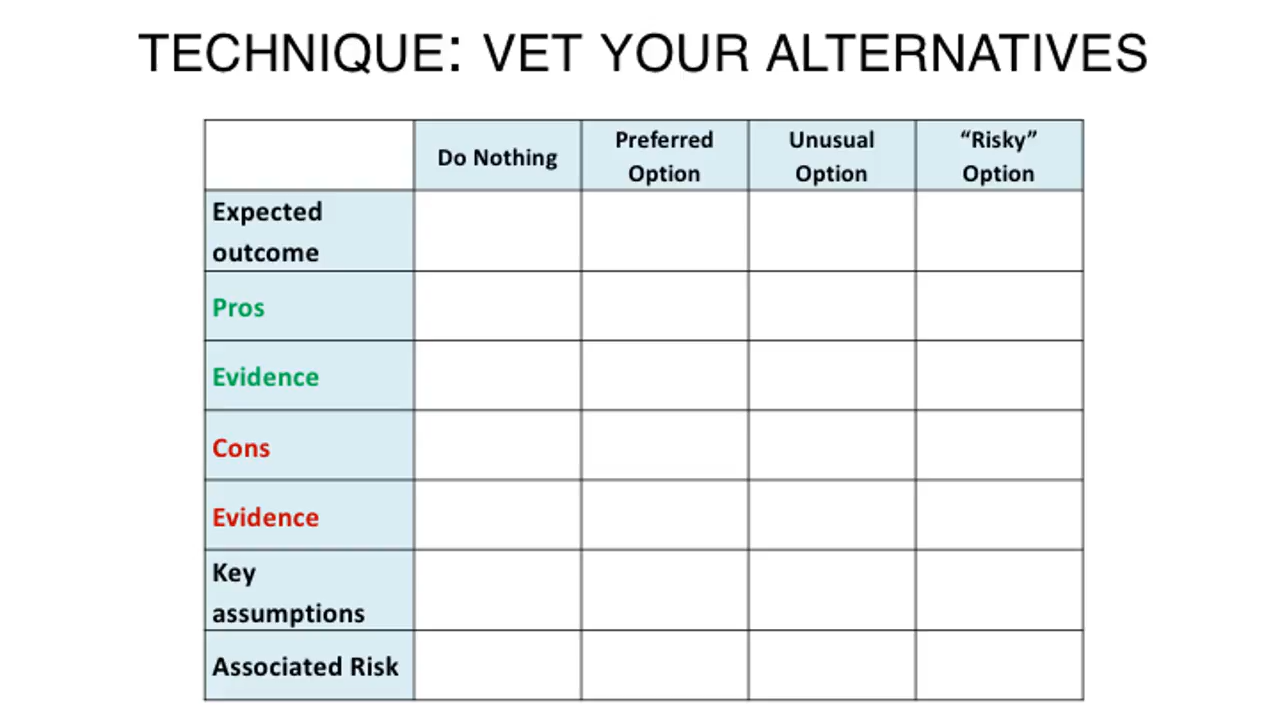 TECHNIQUE: VET YOUR ALTERNATIVES
Do Nothing
Preferred
Option
Unusual
Option
“Risky”
Option
Expected
outcome
Pros
Evidence
Cons
Evidence
Key
assumptions
Associated Risk